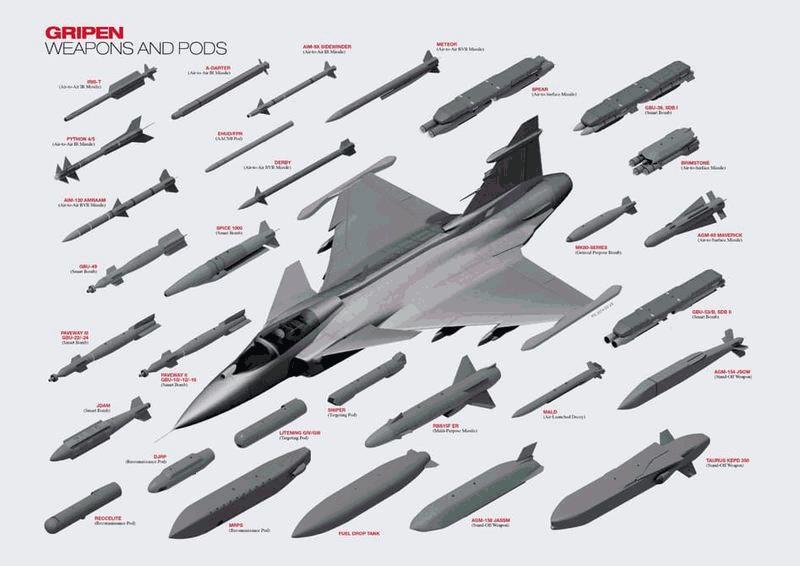 GRIPEN
WEAPONS AND PODS
IRIS-T
(Air-to-Air IR Missile)
A-DARTER
(Air-to-Air IR Missile)
AIM-9X SIDEWINDER
(Air-to-Air IR Missile)
METEOR
(Air-to-Air BVR Missile)
SPEAR
(Air-to-Surface Missile)
GBU-39, SDB I
(Smart Bomb)
PYTHON 4/5
(Air-to-Air IR Missile)
EHUD/FPR
(AACMI Pod)
DERBY
(Air-to-Air BVR Missile)
BRIMSTONE
(Air-to-Surface Missile)
AIM-120 AMRAAM
(Air-to-Air BVR Missile)
SPICE 1000
(Smart Bomb)
MK80-SERIES
(General Purpose Bomb)
AGM-65 MAVERICK
(Air-to-Surface Missile)
GBU-49
(Smart Bomb)
GBU-53/B, SDB II
(Smart Bomb)
PAVEWAY III
GBU-22/-24
(Smart Bomb)
PAVEWAY II
GBU-10/-12/-16
(Smart Bomb)
AGM-154 JSOW
(Stand-Off Weapon)
JDAM
(Smart Bomb)
SNIPER
(Targeting Pod)
LITENING GIV/GIII
(Targeting Pod)
RBS15F ER
(Multi-Purpose Missile)
MALD
(Air Launched Decoy)
DJRP
(Reconnaissance Pod)
TAURUS KEPD 350
(Stand-Off Weapon)
RECCELITE
(Reconnaissance Pod)
MRPS
(Reconnaissance Pod)
FUEL DROP TANK
AGM-158 JASSM
(Stand-Off Weapon)